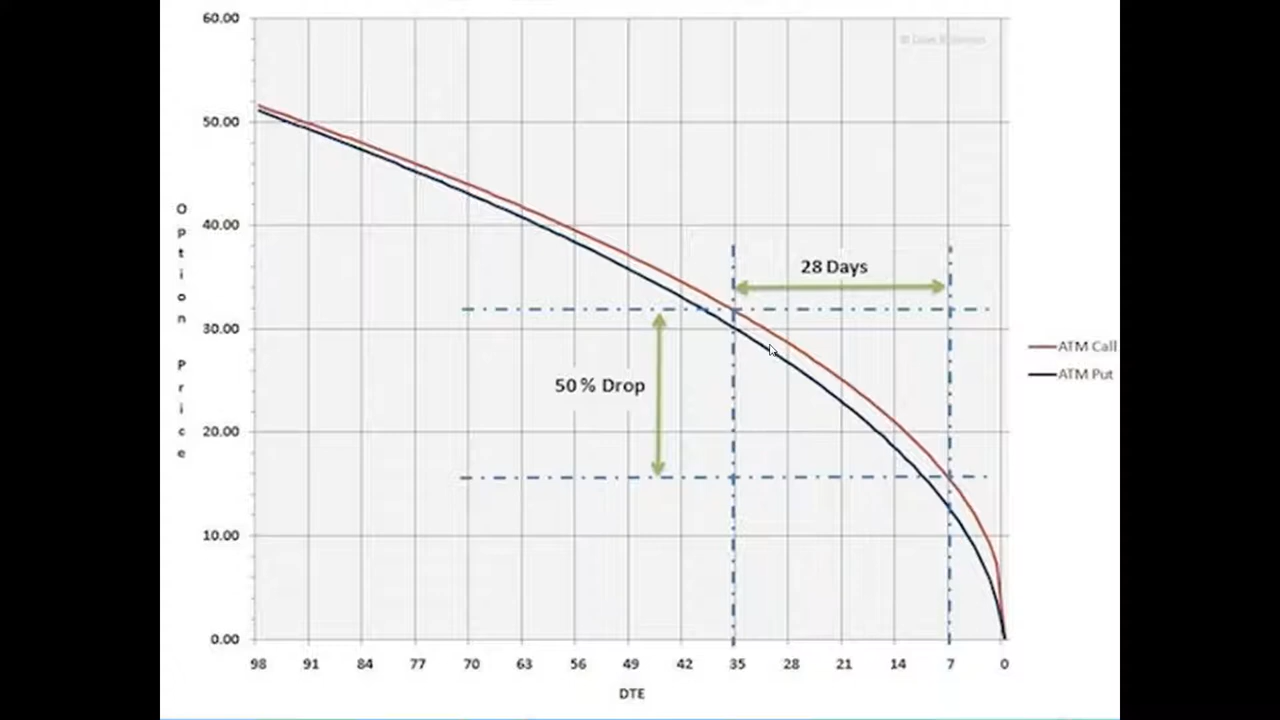 60.00
50.00
40.00
30.00
20.00
10.00
0.00
Option Price
28 Days
50 % Drop
ATM Call
ATM Put
98 91 84 77 70 63 56 49 42 35 28 21 14 7 0
DTE